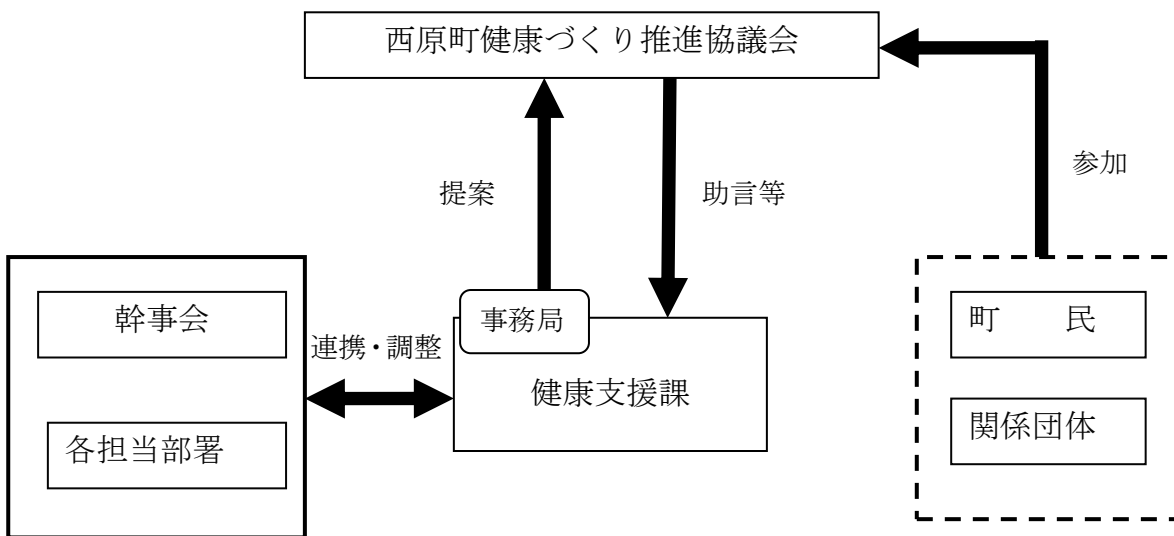 西原町健康づくり推進協議会
提案
助言等
参加
幹事会
連携・調整
事務局
健康支援課
各担当部署
町　　民
関係団体